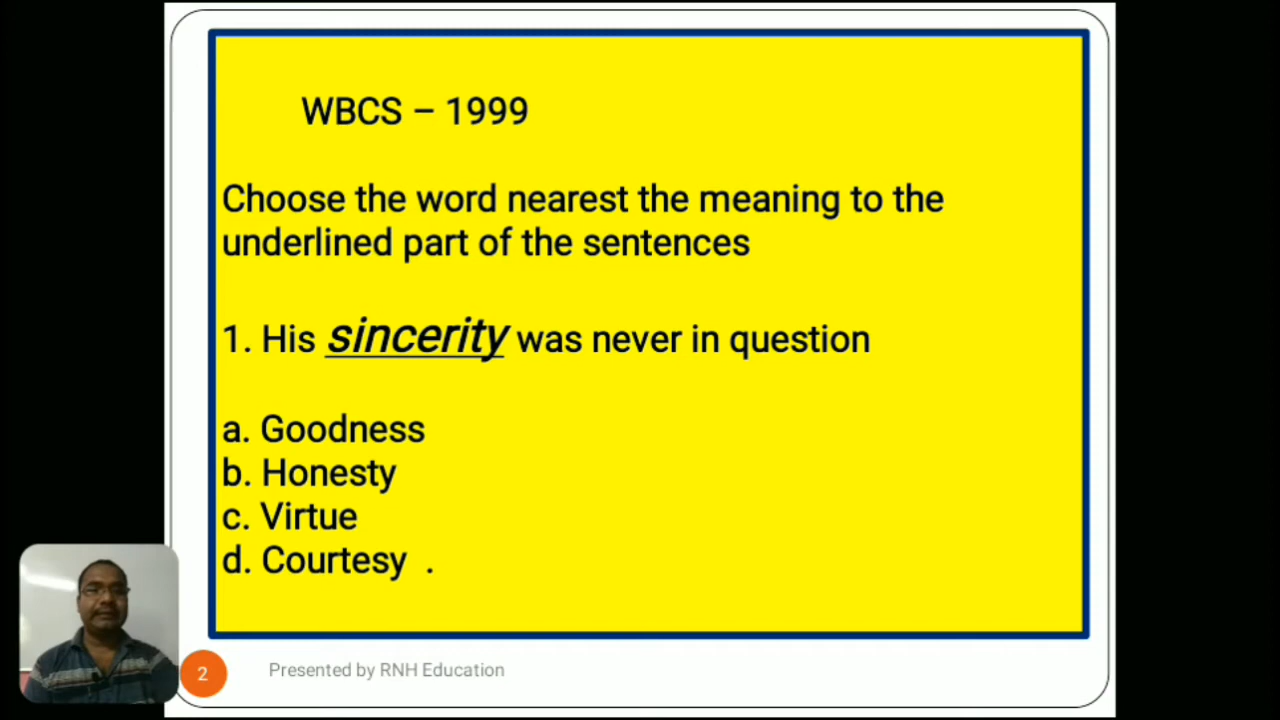 WBCS – 1999
Choose the word nearest the meaning to the
underlined part of the sentences
1. His sincerity was never in question
a. Goodness
b. Honesty
c. Virtue
d. Courtesy .
2
Presented by RNH Education